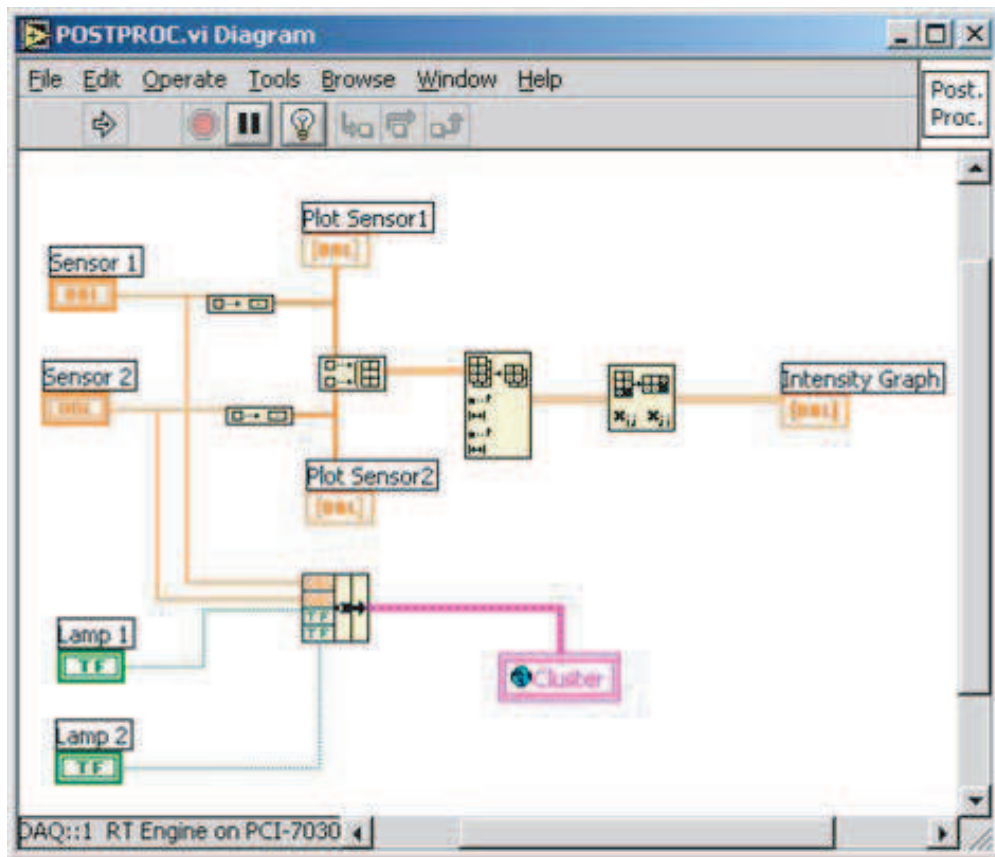 POSTPROC.vi Diagram
File Edit Operate Tools Browse Window Help
Post.
Proc.
Plot Sensor1
[DBL]
Sensor 1
DBL
Sensor 2
DBL
Intensity Graph
[DBL]
Plot Sensor2
[DBL]
X i j X j i
T F
T F
Lamp 1
T F
Cluster
Lamp 2
T F
DAQ::1 RT Engine on PCI-7030